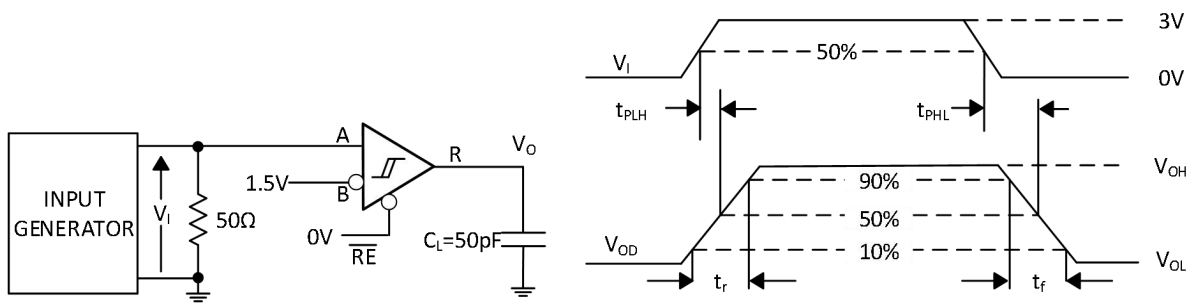 INPUT
GENERATOR
V_I
50Ω
A
1.5V
B
0V
RE
R
V_O
C_L=50pF
3V
V_I
50%
0V
t_PLH
t_PHL
V_OH
90%
50%
V_OD
10%
V_OL
t_r
t_f